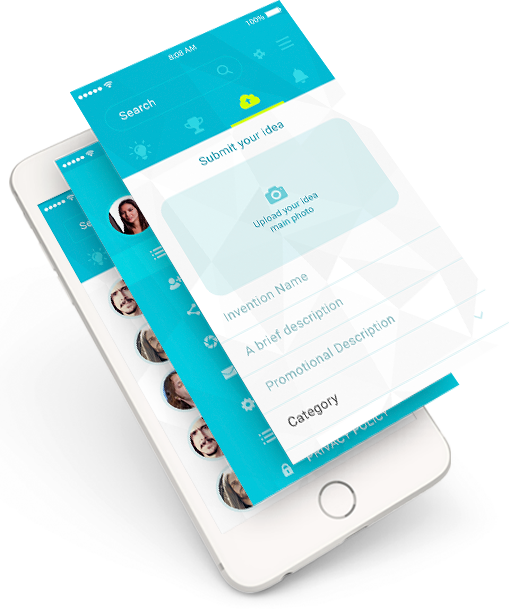 100%
8:08 AM
Search
Submit your idea
Upload your idea
main photo
Invention Name
A brief description
Promotional Description
Category
PRIVACY POLICY
Se